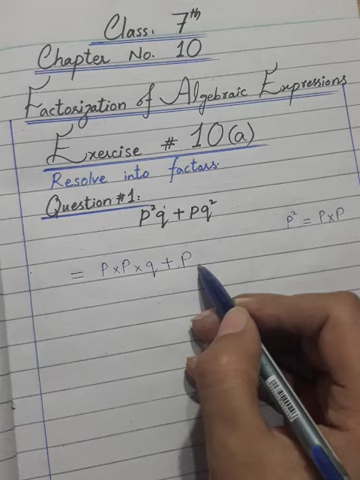 Class: 7th
Chapter No. 10
Factorization of Algebraic Expressions
Exercise # 10(a)
Resolve into factors.
Question #1:
p²q + pq²
p² = p×p
= p×p×q + p